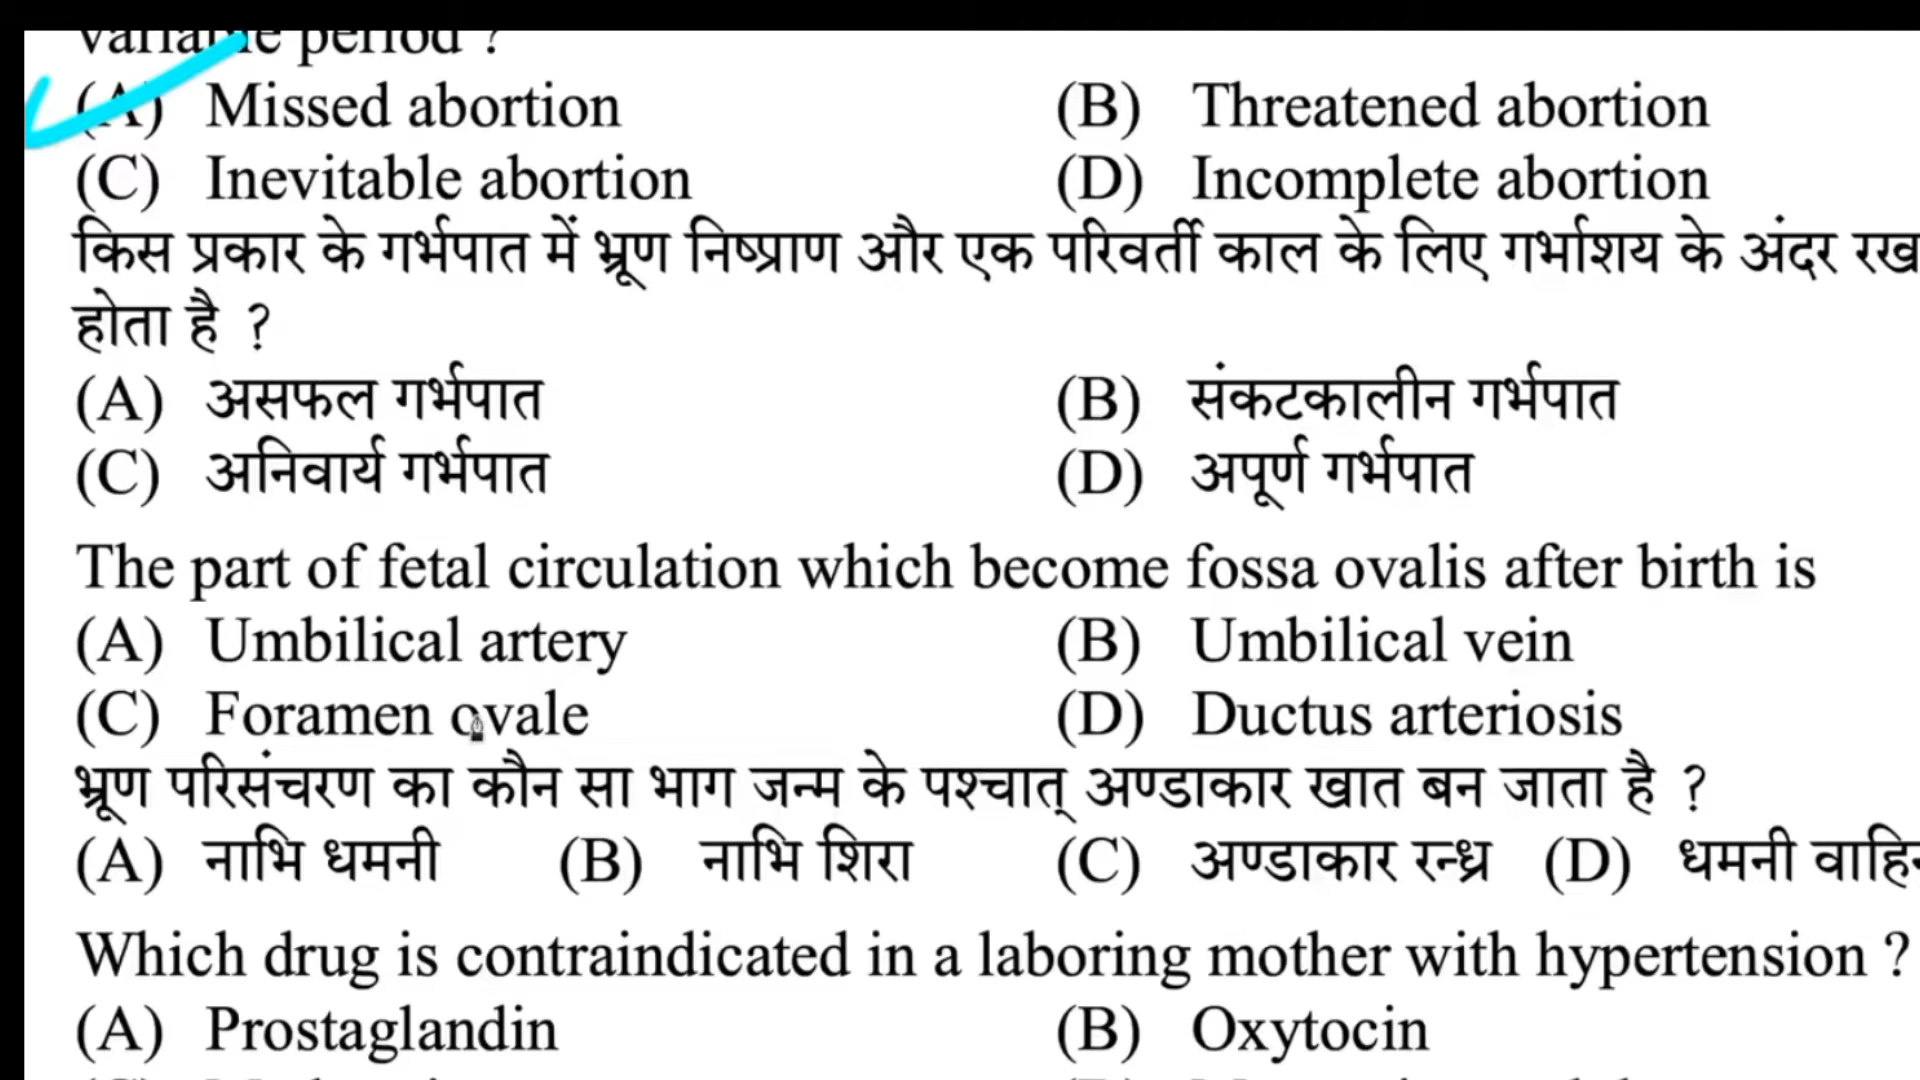 variable period ?
(A) Missed abortion (B) Threatened abortion
(C) Inevitable abortion (D) Incomplete abortion
किस प्रकार के गर्भपात में भ्रूण निष्प्राण और एक परिवर्ती काल के लिए गर्भाशय के अंदर रख
होता है ?
(A) असफल गर्भपात (B) संकटकालीन गर्भपात
(C) अनिवार्य गर्भपात (D) अपूर्ण गर्भपात
The part of fetal circulation which become fossa ovalis after birth is
(A) Umbilical artery (B) Umbilical vein
(C) Foramen ovale (D) Ductus arteriosis
भ्रूण परिसंचरण का कौन सा भाग जन्म के पश्चात् अण्डाकार खात बन जाता है ?
(A) नाभि धमनी (B) नाभि शिरा (C) अण्डाकार रन्ध्र (D) धमनी
Which drug is contraindicated in a laboring mother with hypertension ?
(A) Prostaglandin (B) Oxytocin